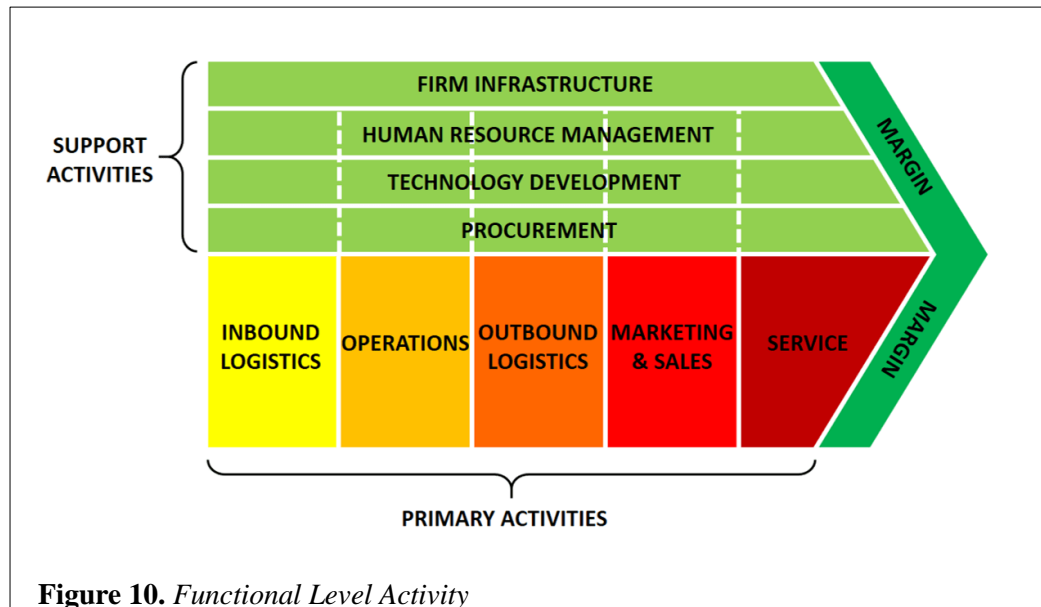 FIRM INFRASTRUCTURE
HUMAN RESOURCE MANAGEMENT
TECHNOLOGY DEVELOPMENT
PROCUREMENT
SUPPORT
ACTIVITIES
MARGIN
MARGIN
INBOUND
LOGISTICS
OPERATIONS
OUTBOUND
LOGISTICS
MARKETING
& SALES
SERVICE
PRIMARY ACTIVITIES
Figure 10. Functional Level Activity